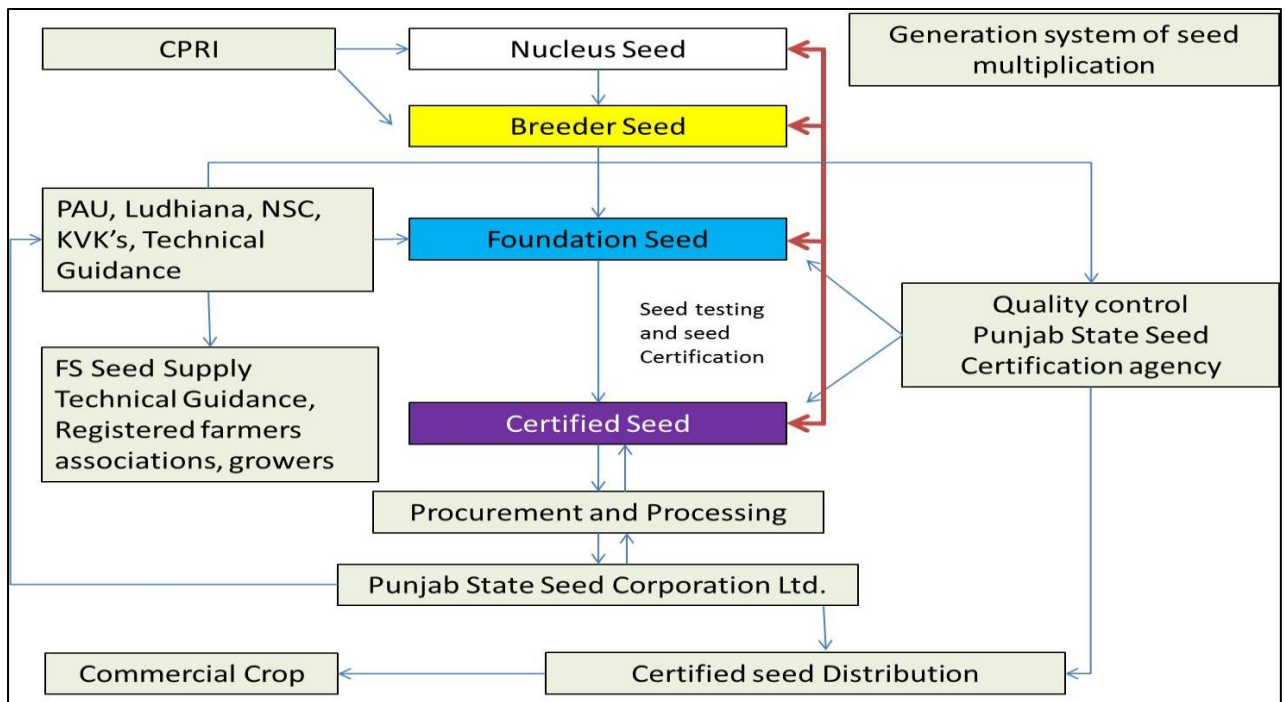 CPRI
Nucleus Seed
Generation system of seed
multiplication
Breeder Seed
PAU, Ludhiana, NSC,
KVK's, Technical
Guidance
Foundation Seed
Seed testing
and seed
Certification
Quality control
Punjab State Seed
Certification agency
FS Seed Supply
Technical Guidance,
Registered farmers
associations, growers
Certified Seed
Procurement and Processing
Punjab State Seed Corporation Ltd.
Commercial Crop
Certified seed Distribution